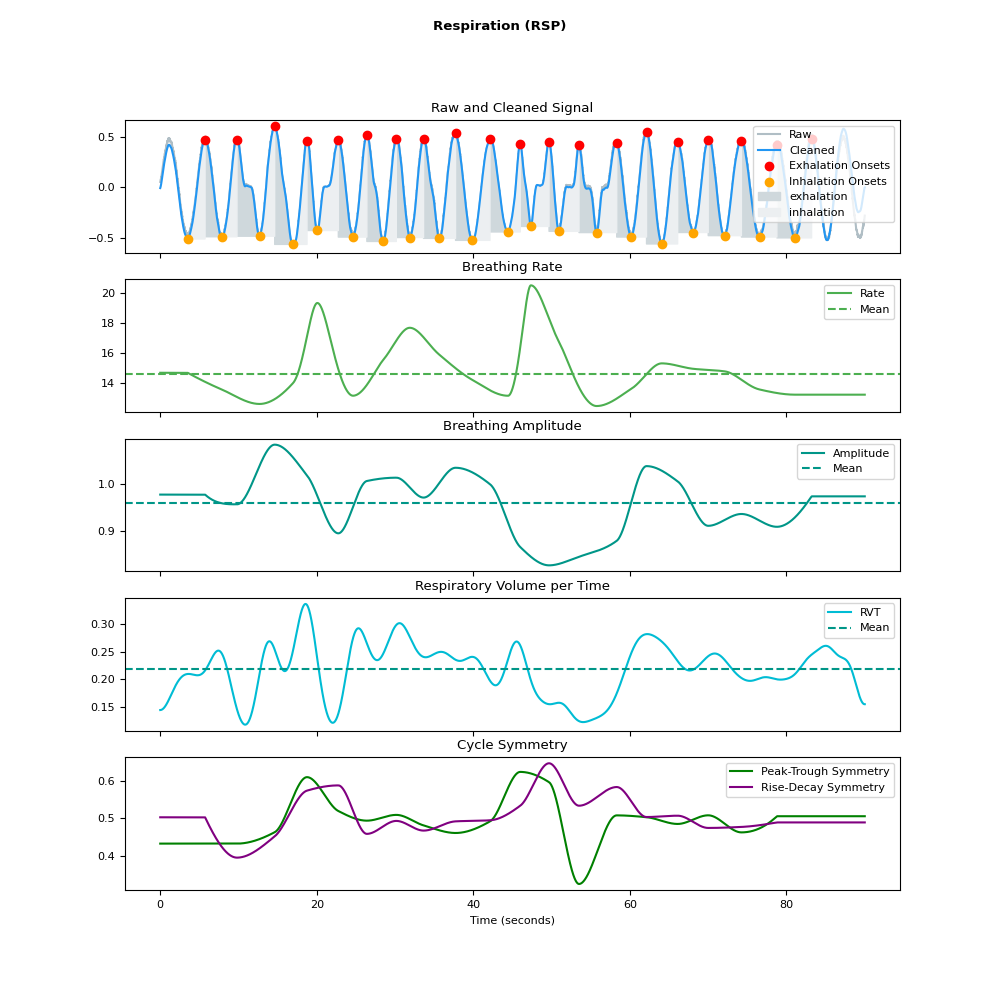 Respiration (RSP)
Raw and Cleaned Signal
0.5
0.0
−0.5
Raw
Cleaned
Exhalation Onsets
Inhalation Onsets
exhalation
inhalation
Breathing Rate
20
18
16
14
Rate
Mean
Breathing Amplitude
1.0
0.9
Amplitude
Mean
Respiratory Volume per Time
0.30
0.25
0.20
0.15
RVT
Mean
Cycle Symmetry
0.6
0.5
0.4
Peak-Trough Symmetry
Rise-Decay Symmetry
0 20 40 60 80
Time (seconds)